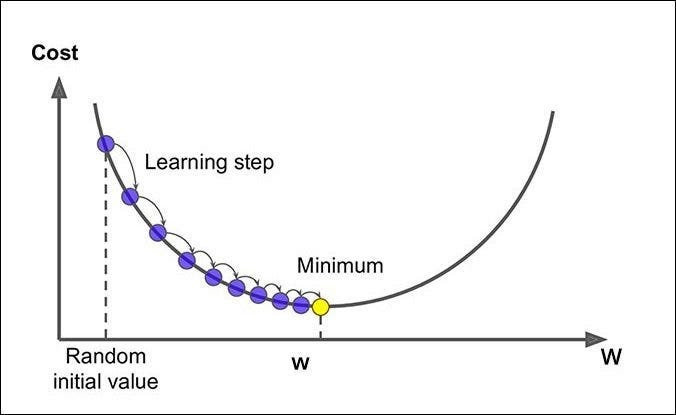 Cost
Learning step
Minimum
Random
initial value
w
W